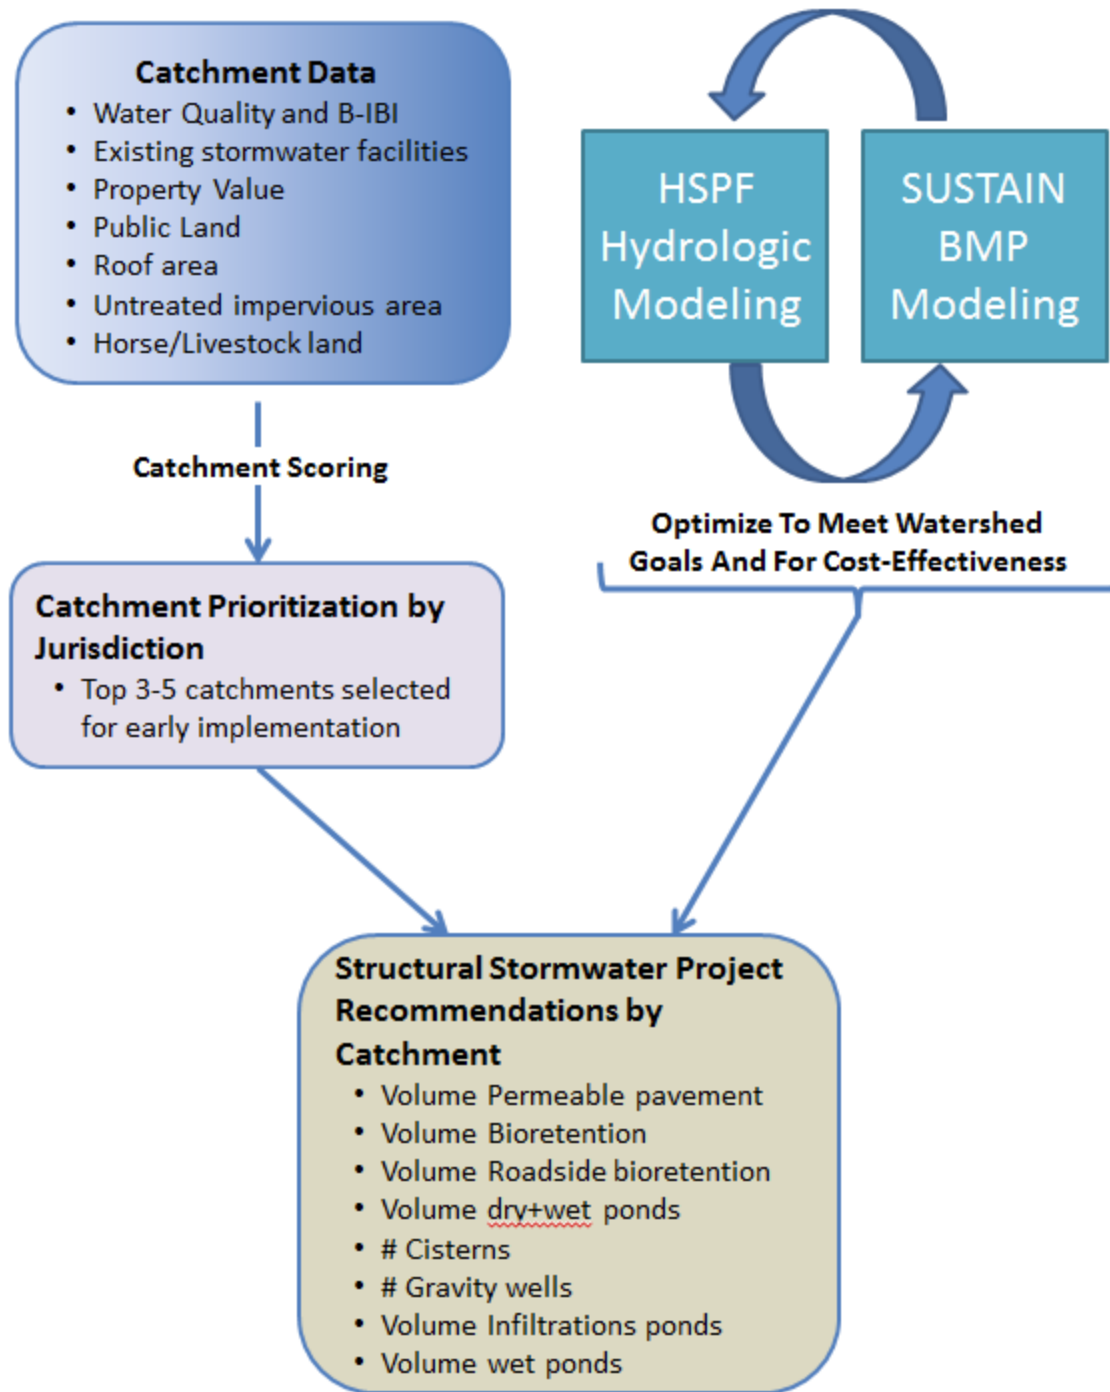 Catchment Data
• Water Quality and B-IBI
• Existing stormwater facilities
• Property Value
• Public Land
• Roof area
• Untreated impervious area
• Horse/Livestock land
Catchment Scoring
Catchment Prioritization by
Jurisdiction
• Top 3-5 catchments selected
for early implementation
HSPF
Hydrologic
Modeling
SUSTAIN
BMP
Modeling
Optimize To Meet Watershed
Goals And For Cost-Effectiveness
Structural Stormwater Project
Recommendations by
Catchment
• Volume Permeable pavement
• Volume Bioretention
• Volume Roadside bioretention
• Volume dry+wet ponds
• # Cisterns
• # Gravity wells
• Volume Infiltrations ponds
• Volume wet ponds